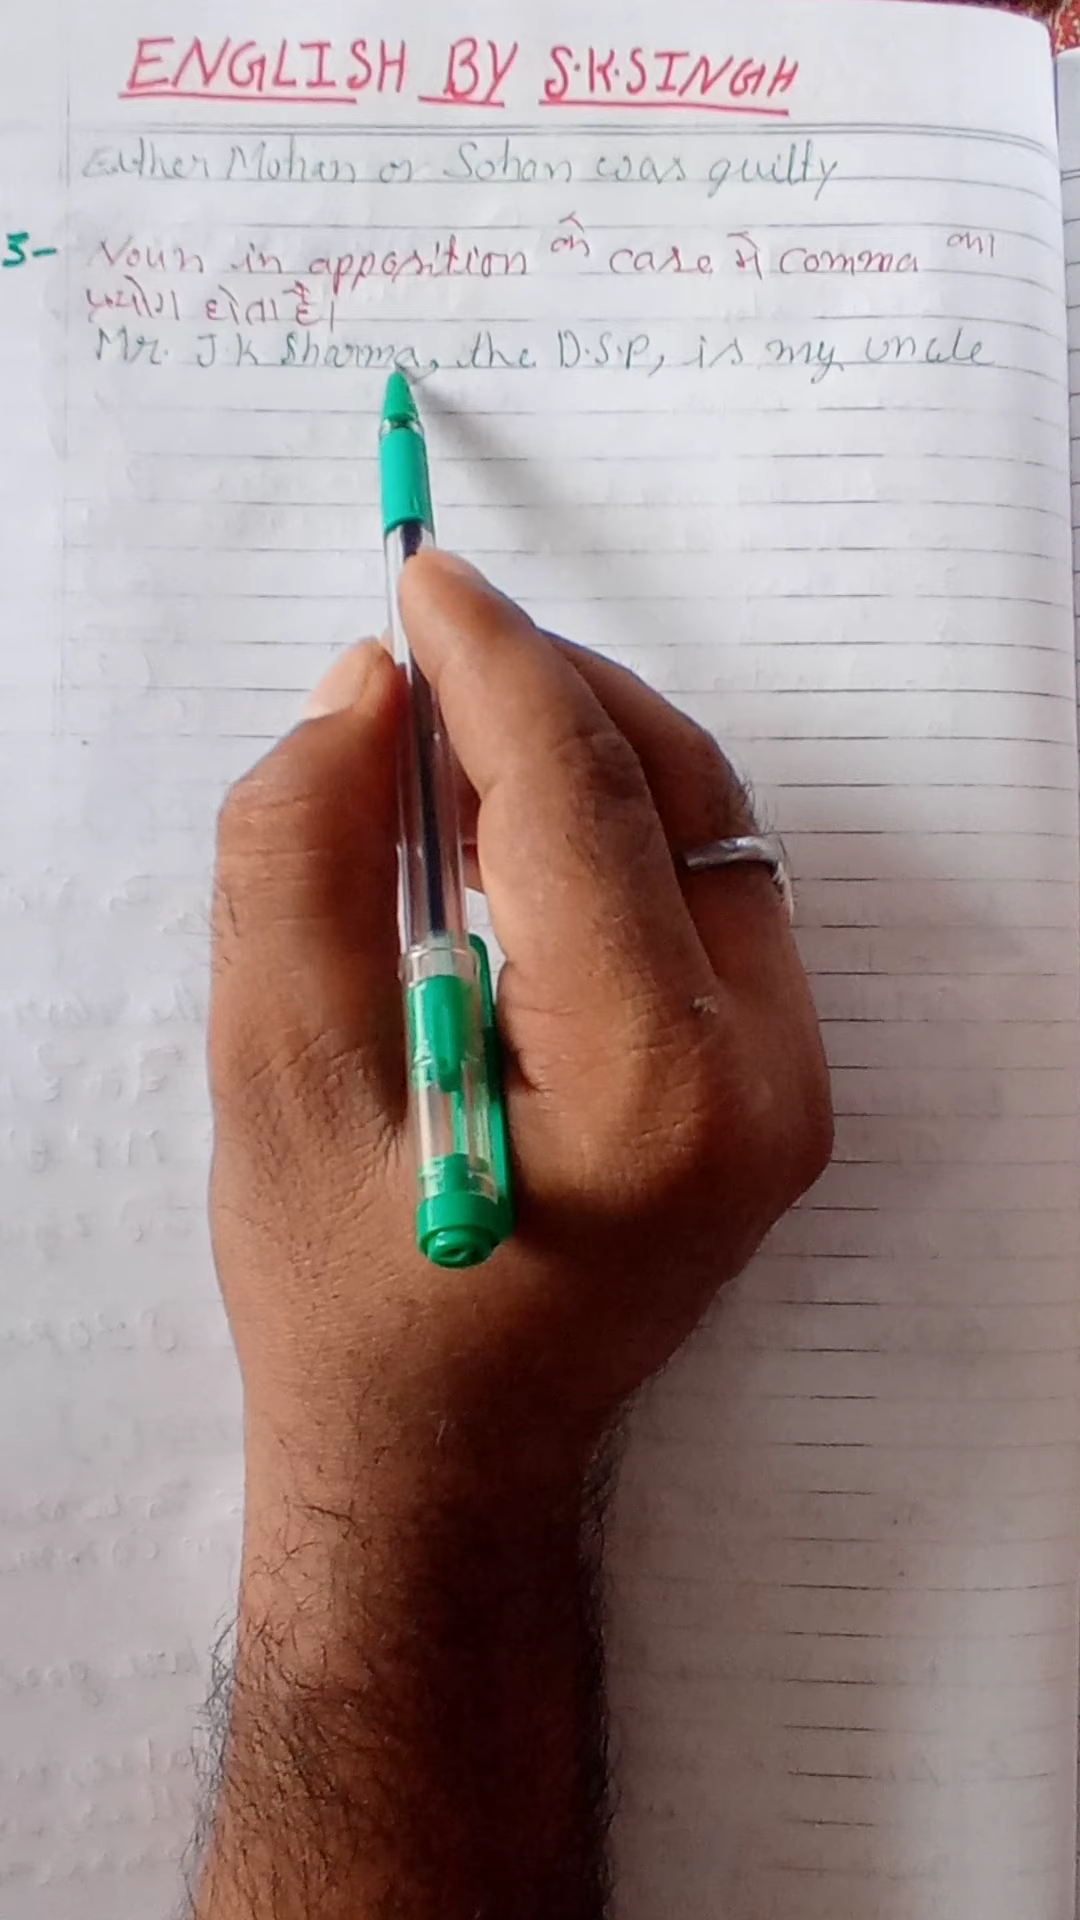 ENGLISH BY S.K.SINGH
Either Mohan or Sohan was guilty
5- Noun in apposition के case में comma का
प्रयोग होता है।
Mr. J.K Sharma, the D.S.P, is my uncle